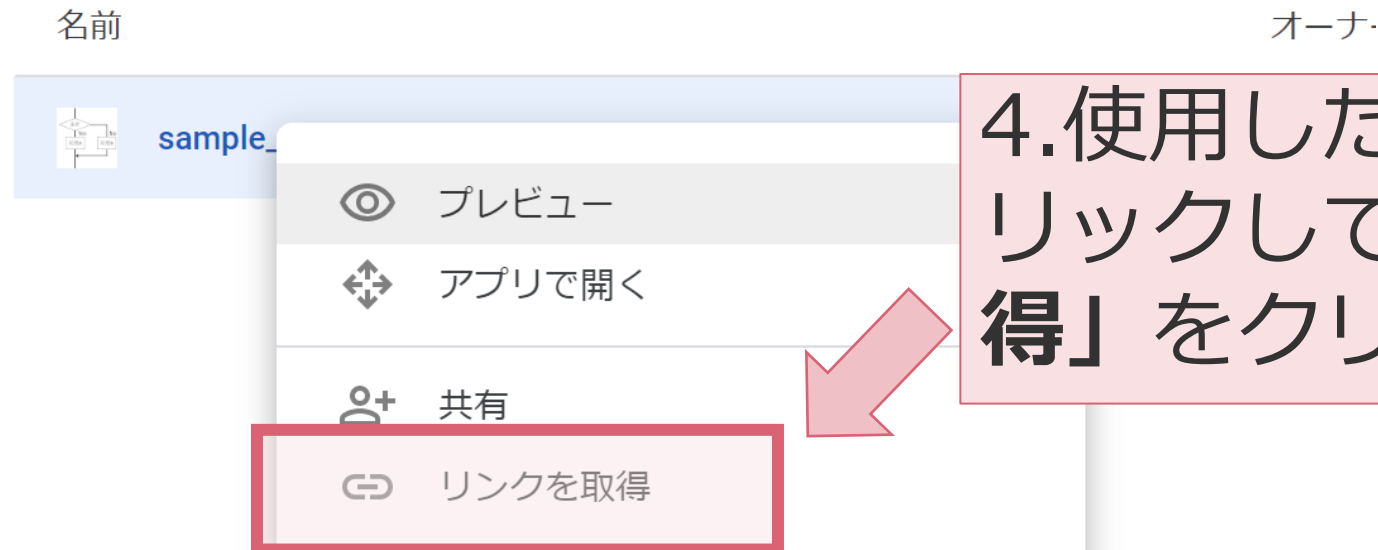 名前
オーナー
sample_
プレビュー
アプリで開く
共有
リンクを取得
4.使用した
リックして
得」をクリ